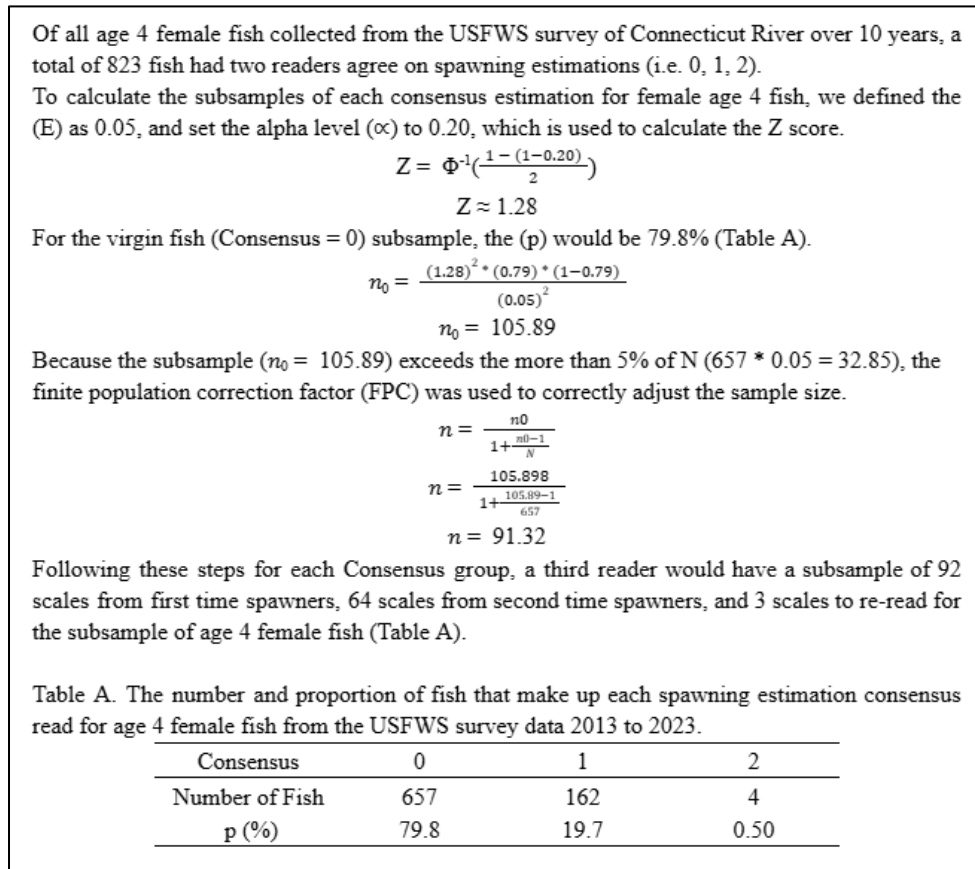 Of all age 4 female fish collected from the USFWS survey of Connecticut River over 10 years, a
total of 823 fish had two readers agree on spawning estimations (i.e. 0, 1, 2).
To calculate the subsamples of each consensus estimation for female age 4 fish, we defined the
(E) as 0.05, and set the alpha level (∝) to 0.20, which is used to calculate the Z score.
Z = Φ⁻¹(\frac{1 − (1−0.20)}{2})
Z ≈ 1.28
For the virgin fish (Consensus = 0) subsample, the (p) would be 79.8% (Table A).
n₀ = \frac{(1.28)² * (0.79) * (1−0.79)}{(0.05)²}
n₀ = 105.89
Because the subsample (n₀ = 105.89) exceeds the more than 5% of N (657 * 0.05 = 32.85), the
finite population correction factor (FPC) was used to correctly adjust the sample size.
n = \frac{n0}{1+\frac{n0−1}{N}}
n = \frac{105.898}{1+\frac{105.89−1}{657}}
n = 91.32
Following these steps for each Consensus group, a third reader would have a subsample of 92
scales from first time spawners, 64 scales from second time spawners, and 3 scales to re-read for
the subsample of age 4 female fish (Table A).
Table A. The number and proportion of fish that make up each spawning estimation consensus
read for age 4 female fish from the USFWS survey data 2013 to 2023.
Consensus 0 1 2
Number of Fish 657 162 4
p (%) 79.8 19.7 0.50